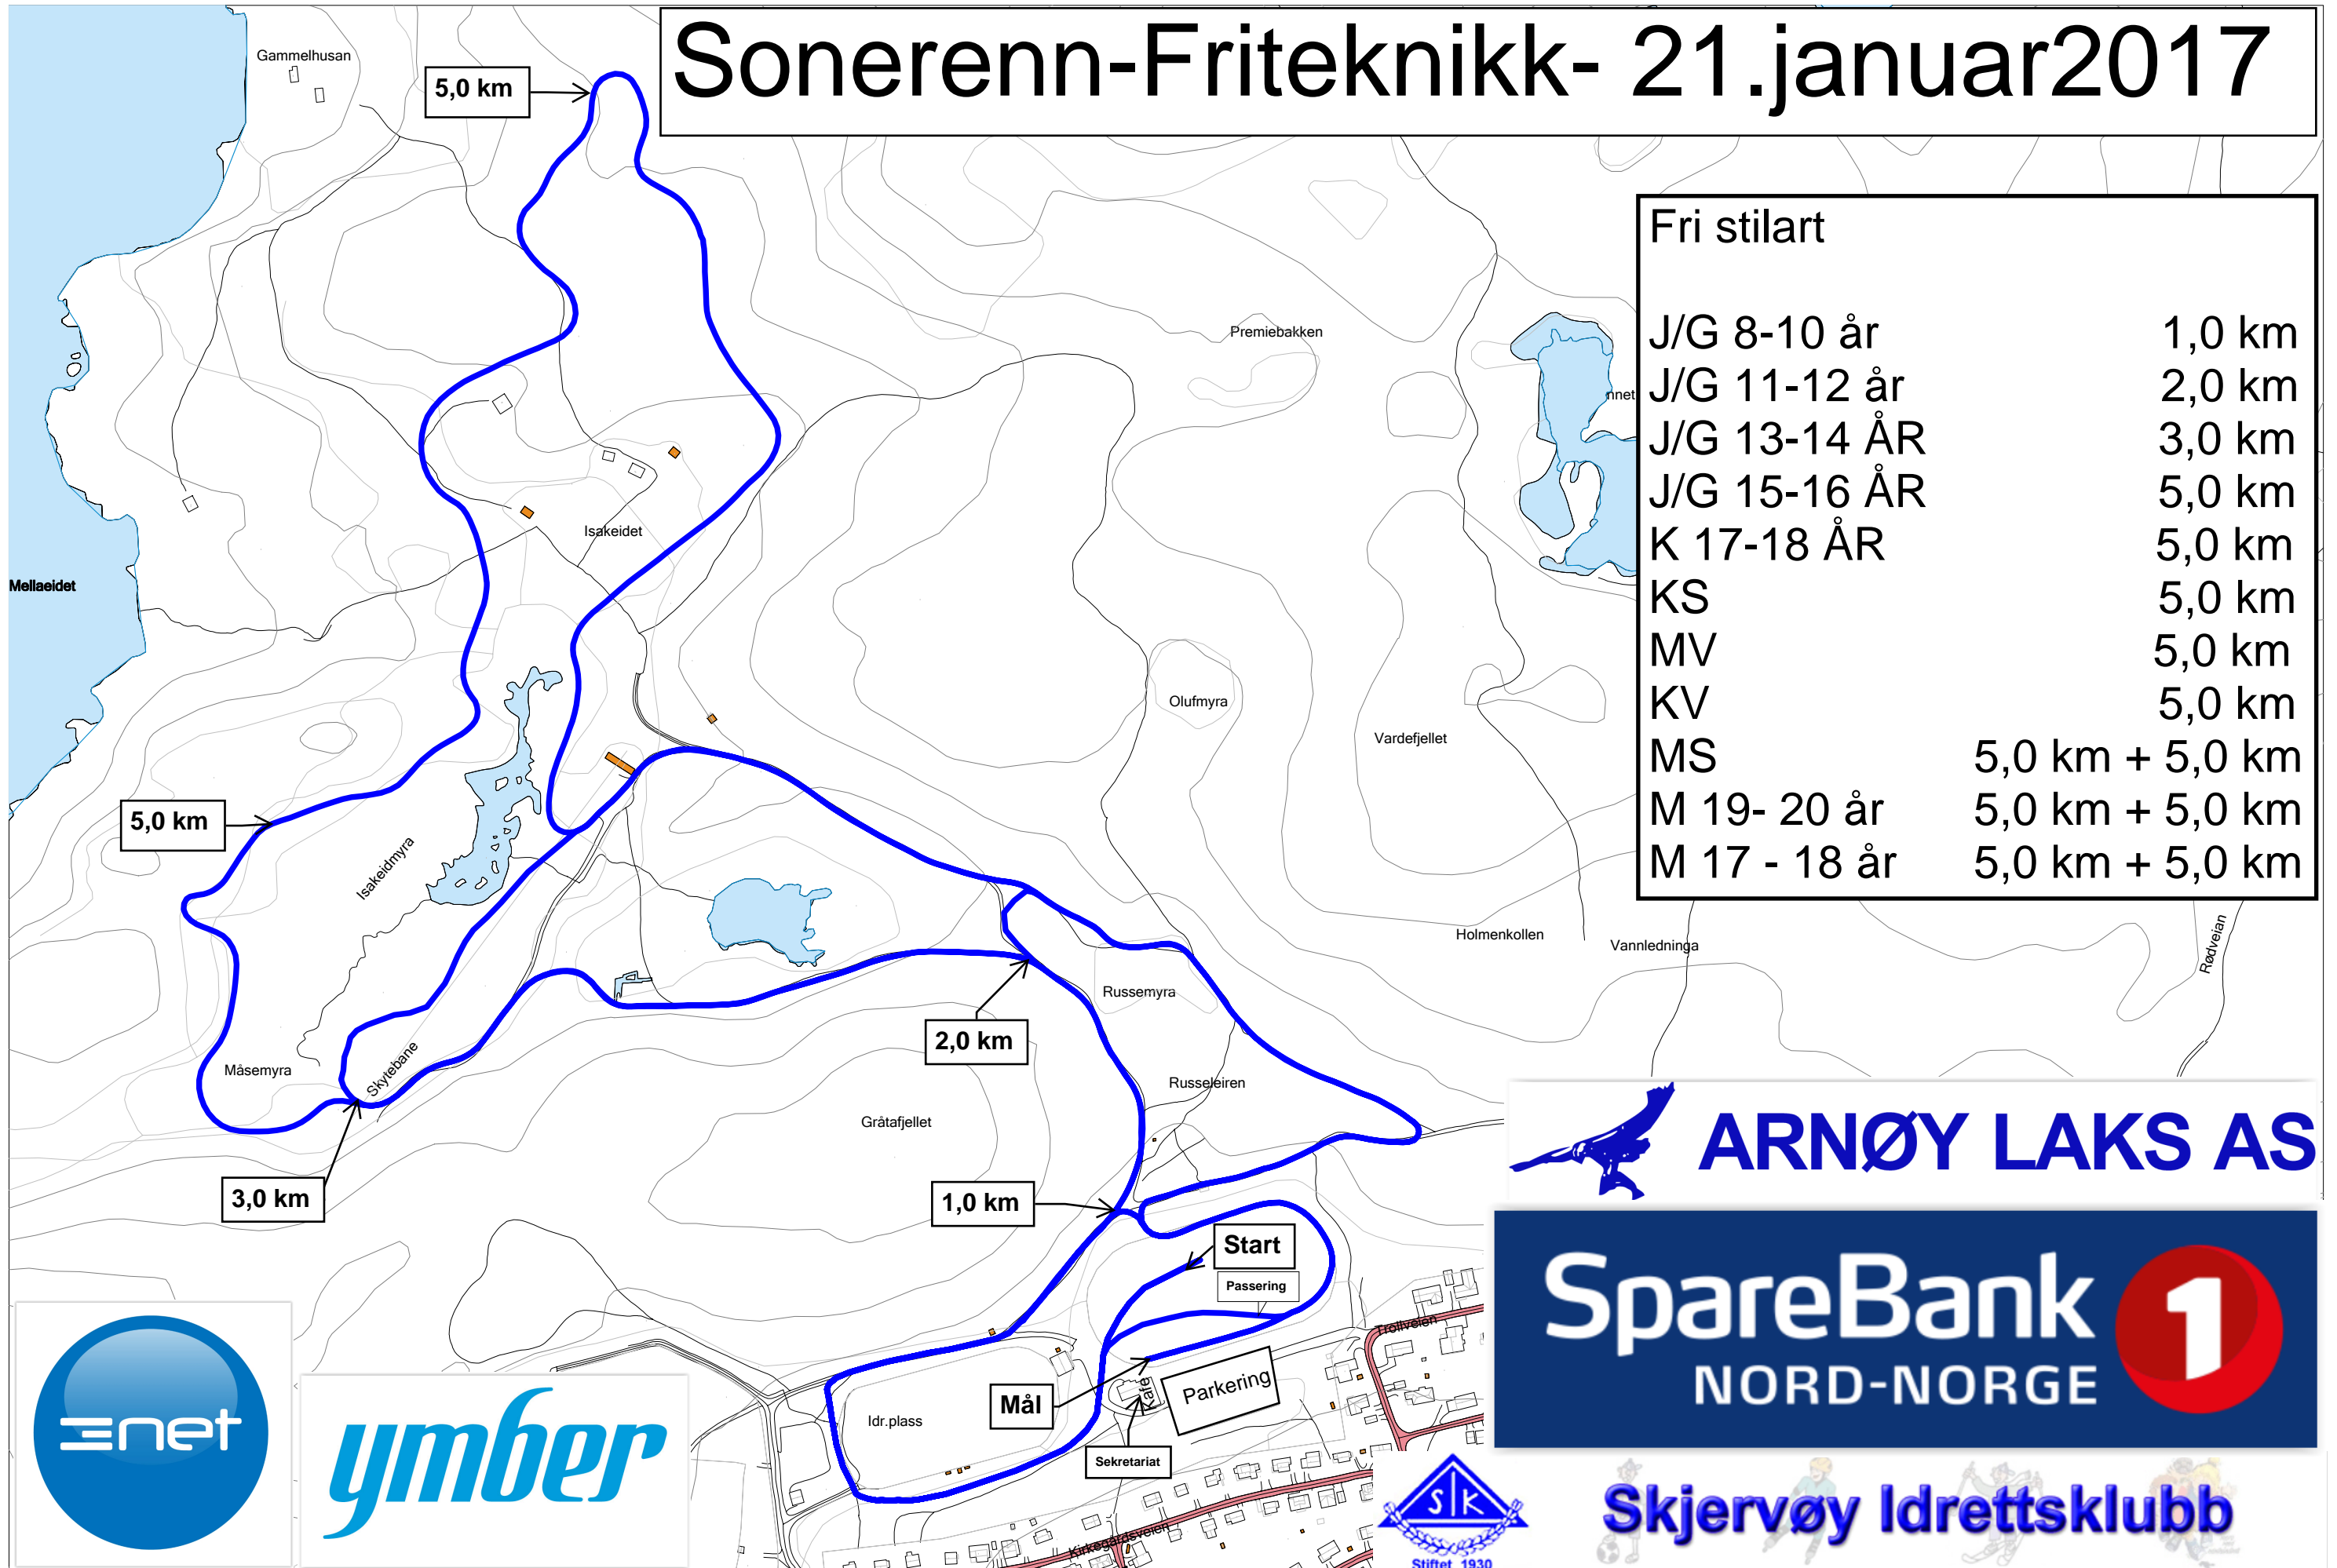 Sonerenn-Friteknikk- 21.januar2017
Gammelhusan
5,0 km
Fri stilart
J/G 8-10 år 1,0 km
J/G 11-12 år 2,0 km
J/G 13-14 ÅR 3,0 km
J/G 15-16 ÅR 5,0 km
K 17-18 ÅR 5,0 km
KS 5,0 km
MV 5,0 km
KV 5,0 km
MS 5,0 km + 5,0 km
M 19- 20 år 5,0 km + 5,0 km
M 17 - 18 år 5,0 km + 5,0 km
Premiebakken
nnet
Isakeidet
Mellaeidet
Olufmyra
Vardefjellet
5,0 km
Isakeidmyra
Holmenkollen
Vannledninga
Rødveian
Russemyra
2,0 km
Måsemyra
Skytebane
Russeleiren
Gråtafjellet
3,0 km
1,0 km
Start
Passering
Trollveien
Mål
Kafe
Parkering
Idr.plass
Sekretariat
Kirkegårdsveien
ARNØY LAKS AS
SpareBank 1
NORD-NORGE
net
ymber
SIK
Stiftet 1930
Skjervøy Idrettsklubb